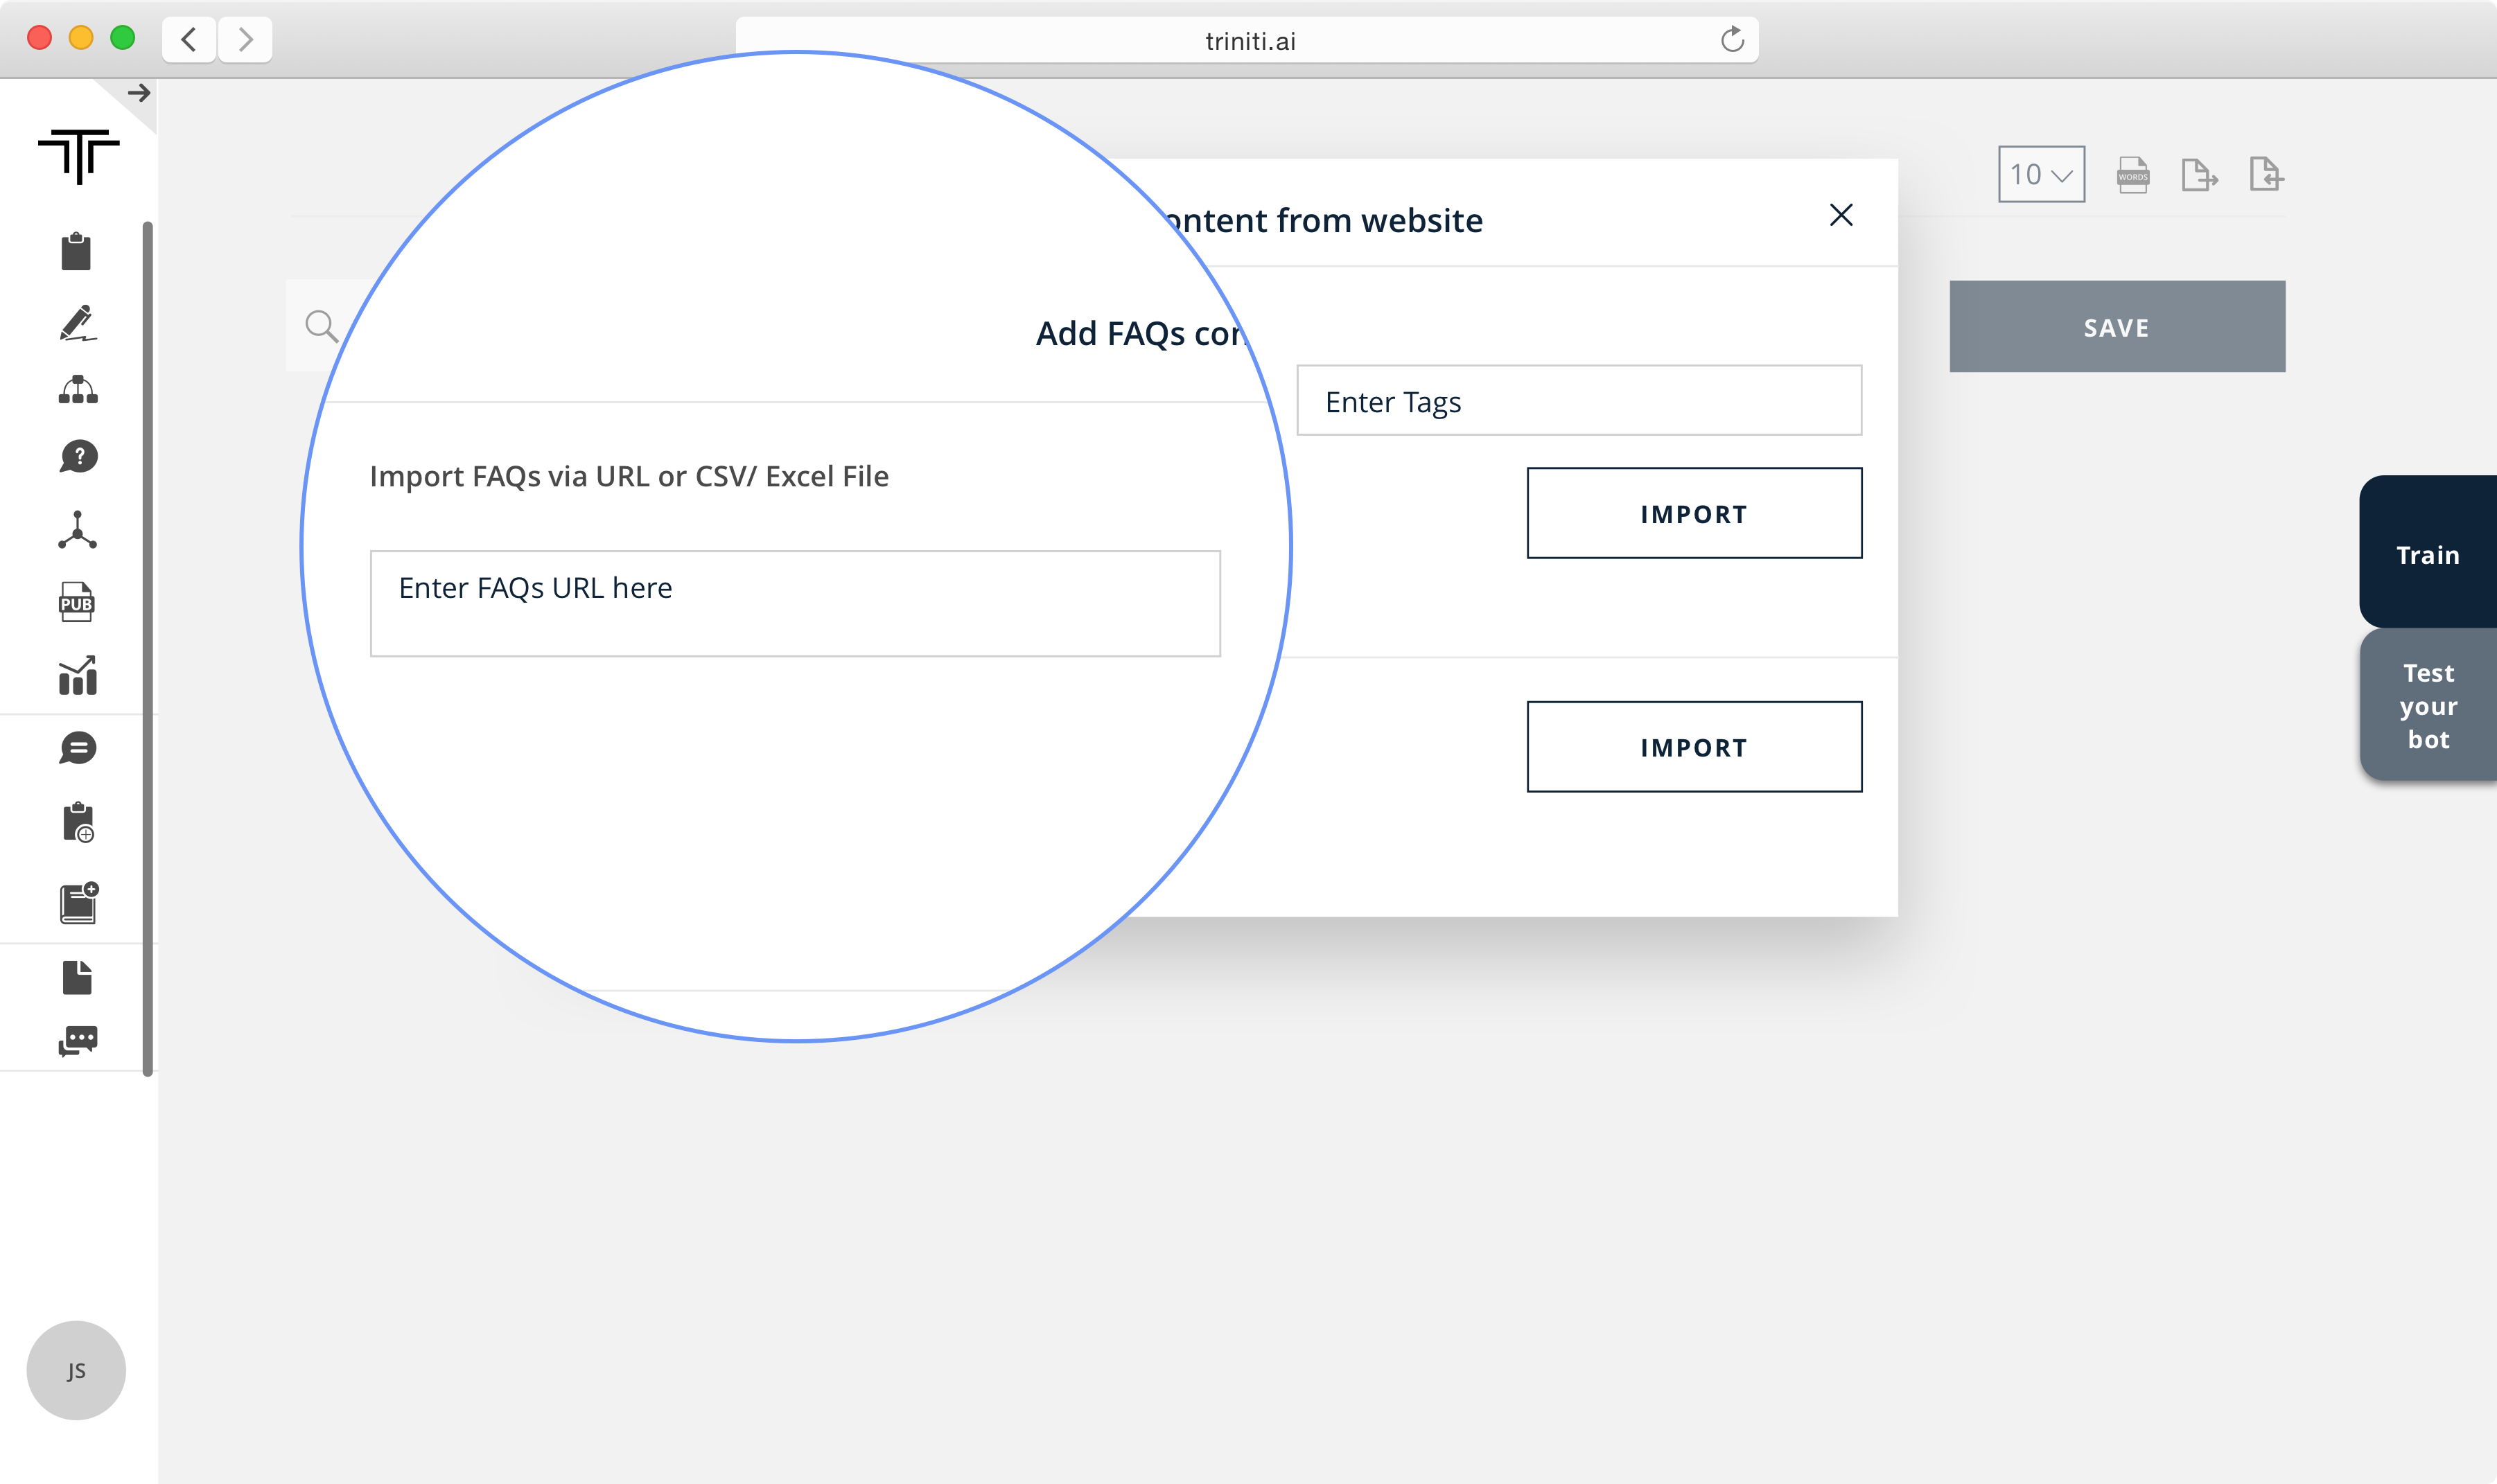 triniti.ai
10
WORDS
ontent from website
SAVE
Add FAQs con
Enter Tags
Import FAQs via URL or CSV/ Excel File
IMPORT
Enter FAQs URL here
Train
PUB
Test
your
bot
IMPORT
JS